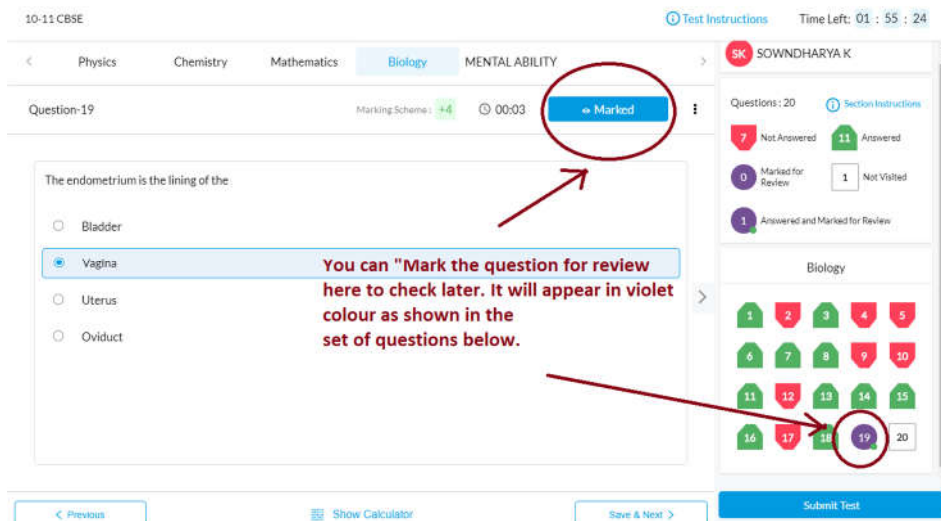 10-11 CBSE
Test Instructions
Time Left: 01 : 55 : 24
Physics
Chemistry
Mathematics
Biology
MENTAL ABILITY
SK SOWNDHARYA K
Question-19
Marking Scheme : +4
00:03
Marked
Questions : 20
Section Instructions
7 Not Answered
11 Answered
0 Marked for
Review
1 Not Visited
1 Answered and Marked for Review
The endometrium is the lining of the
Bladder
Vagina
Uterus
Oviduct
You can "Mark the question for review
here to check later. It will appear in violet
colour as shown in the
set of questions below.
Biology
1 2 3 4 5
6 7 8 9 10
11 12 13 14 15
16 17 18 19 20
< Previous
Show Calculator
Save & Next >
Submit Test